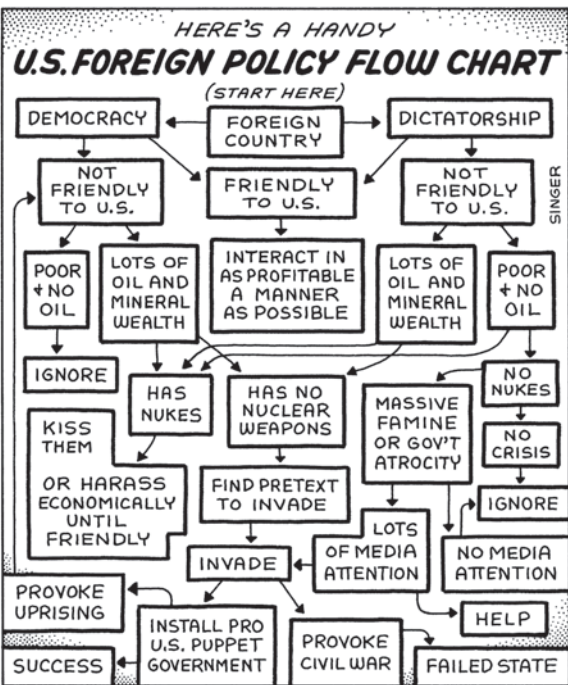 HERE'S A HANDY
U.S. FOREIGN POLICY FLOW CHART
(START HERE)
DEMOCRACY
FOREIGN
COUNTRY
DICTATORSHIP
NOT
FRIENDLY
TO U.S.
FRIENDLY
TO U.S.
NOT
FRIENDLY
TO U.S.
SINGER
POOR
& NO
OIL
LOTS OF
OIL AND
MINERAL
WEALTH
INTERACT IN
AS PROFITABLE
A MANNER
AS POSSIBLE
LOTS OF
OIL AND
MINERAL
WEALTH
POOR
& NO
OIL
IGNORE
HAS
NUKES
HAS NO
NUCLEAR
WEAPONS
MASSIVE
FAMINE
OR GOV'T
ATROCITY
NO
NUKES
NO
CRISIS
KISS
THEM
OR HARASS
ECONOMICALLY
UNTIL
FRIENDLY
FIND PRETEXT
TO INVADE
IGNORE
LOTS
OF MEDIA
ATTENTION
NO MEDIA
ATTENTION
INVADE
PROVOKE
UPRISING
INSTALL PRO
U.S. PUPPET
GOVERNMENT
PROVOKE
CIVIL WAR
HELP
SUCCESS
FAILED STATE